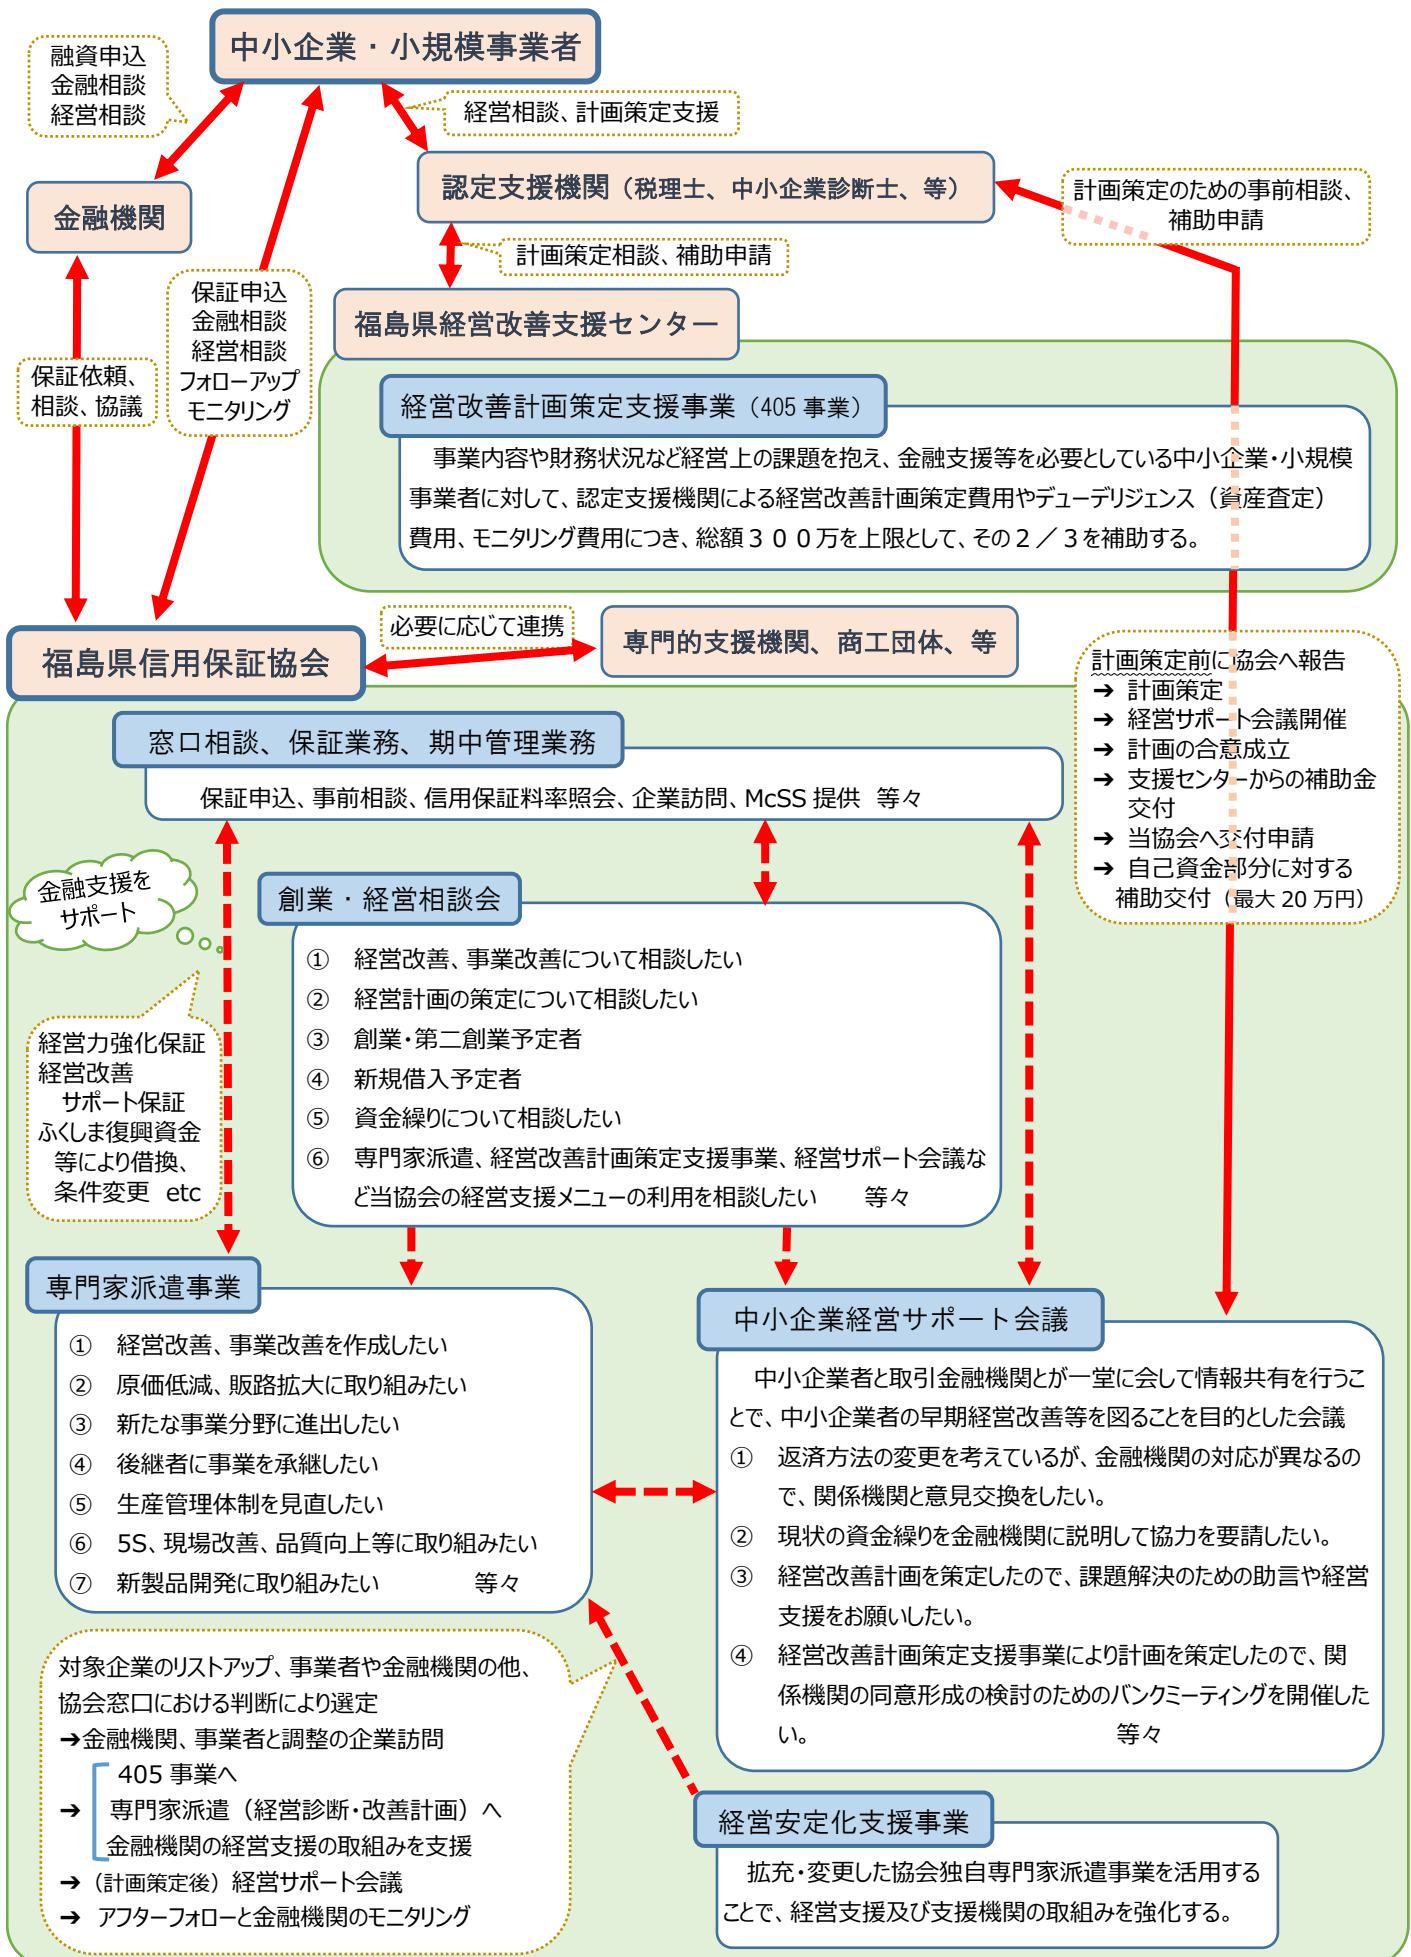 中小企業・小規模事業者
融資申込
金融相談
経営相談
経営相談、計画策定支援
認定支援機関（税理士、中小企業診断士、等）
計画策定のための事前相談、
補助申請
金融機関
計画策定相談、補助申請
保証申込
金融相談
経営相談
フォローアップ
モニタリング
福島県経営改善支援センター
保証依頼、
相談、協議
経営改善計画策定支援事業（405 事業）
事業内容や財務状況など経営上の課題を抱え、金融支援等を必要としている中小企業・小規模
事業者に対して、認定支援機関による経営改善計画策定費用やデューデリジェンス（資産査定）
費用、モニタリング費用につき、総額３００万を上限として、その２／３を補助する。
必要に応じて連携
専門的支援機関、商工団体、等
福島県信用保証協会
計画策定前に協会へ報告
➔ 計画策定
➔ 経営サポート会議開催
➔ 計画の合意成立
➔ 支援センターからの補助金
交付
➔ 当協会へ交付申請
➔ 自己資金部分に対する
補助交付（最大 20 万円）
窓口相談、保証業務、期中管理業務
保証申込、事前相談、信用保証料率照会、企業訪問、McSS 提供 等々
金融支援を
サポート
創業・経営相談会
① 経営改善、事業改善について相談したい
② 経営計画の策定について相談したい
③ 創業・第二創業予定者
④ 新規借入予定者
⑤ 資金繰りについて相談したい
⑥ 専門家派遣、経営改善計画策定支援事業、経営サポート会議な
ど当協会の経営支援メニューの利用を相談したい 等々
経営力強化保証
経営改善
サポート保証
ふくしま復興資金
等により借換、
条件変更 etc
専門家派遣事業
① 経営改善、事業改善を作成したい
② 原価低減、販路拡大に取り組みたい
③ 新たな事業分野に進出したい
④ 後継者に事業を承継したい
⑤ 生産管理体制を見直したい
⑥ 5S、現場改善、品質向上等に取り組みたい
⑦ 新製品開発に取り組みたい 等々
中小企業経営サポート会議
中小企業者と取引金融機関とが一堂に会して情報共有を行うこ
とで、中小企業者の早期経営改善等を図ることを目的とした会議
① 返済方法の変更を考えているが、金融機関の対応が異なるの
で、関係機関と意見交換をしたい。
② 現状の資金繰りを金融機関に説明して協力を要請したい。
③ 経営改善計画を策定したので、課題解決のための助言や経営
支援をお願いしたい。
④ 経営改善計画策定支援事業により計画を策定したので、関
係機関の同意形成の検討のためのバンクミーティングを開催した
い。 等々
対象企業のリストアップ、事業者や金融機関の他、
協会窓口における判断により選定
➔金融機関、事業者と調整の企業訪問
405 事業へ
➔ 専門家派遣（経営診断・改善計画）へ
金融機関の経営支援の取組みを支援
➔（計画策定後）経営サポート会議
➔ アフターフォローと金融機関のモニタリング
経営安定化支援事業
拡充・変更した協会独自専門家派遣事業を活用する
ことで、経営支援及び支援機関の取組みを強化する。